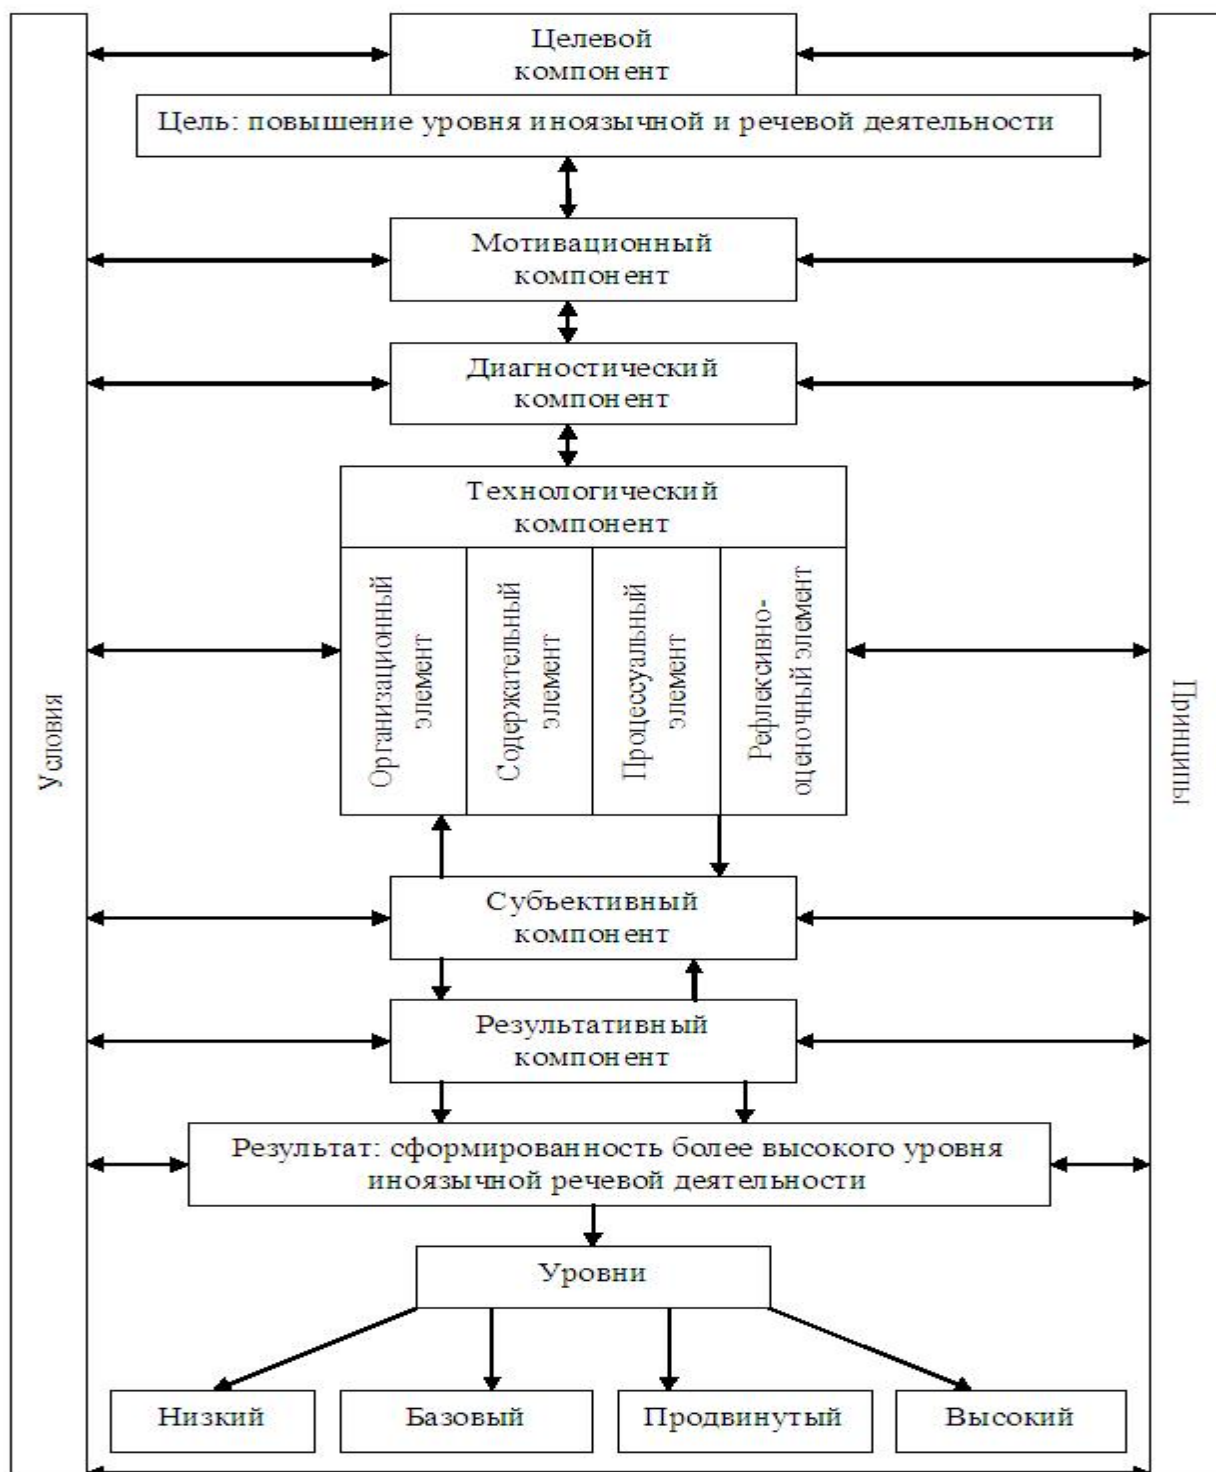 Целевой
компонент
Цель: повышение уровня иноязычной и речевой деятельности
Мотивационный
компонент
Диагностический
компонент
Технологический
компонент
Организационный
элемент
Содержательный
элемент
Процессуальный
элемент
Рефлексивно-
оценочный элемент
Условия
Принципы
Субъективный
компонент
Результативный
компонент
Результат: сформированность более высокого уровня
иноязычной речевой деятельности
Уровни
Низкий
Базовый
Продвинутый
Высокий